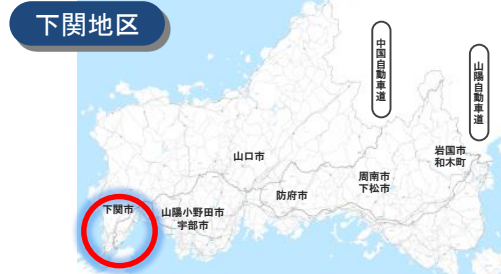 下関地区
中国自動車道
山陽自動車道
岩国市
和木町
山口市
周南市
下松市
防府市
下関市
山陽小野田市
宇部市